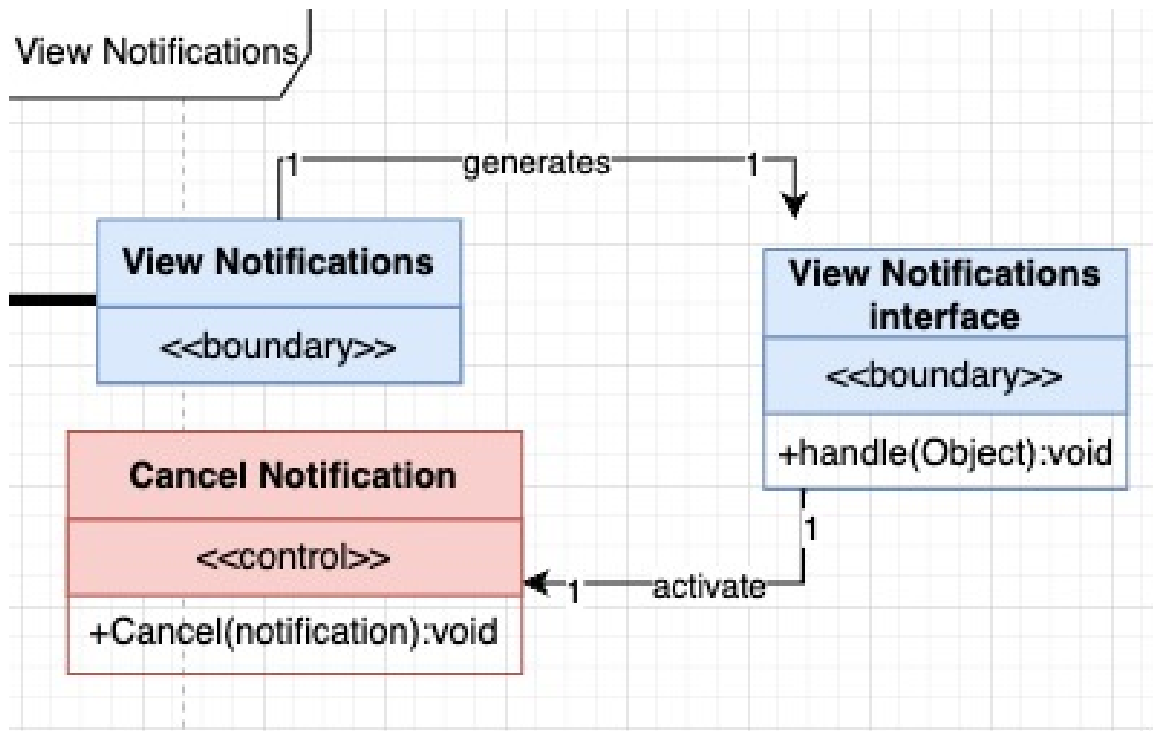 View Notifications
1 generates 1
View Notifications
<<boundary>>
View Notifications
interface
<<boundary>>
+handle(Object):void
Cancel Notification
<<control>>
+Cancel(notification):void
1
1 activate